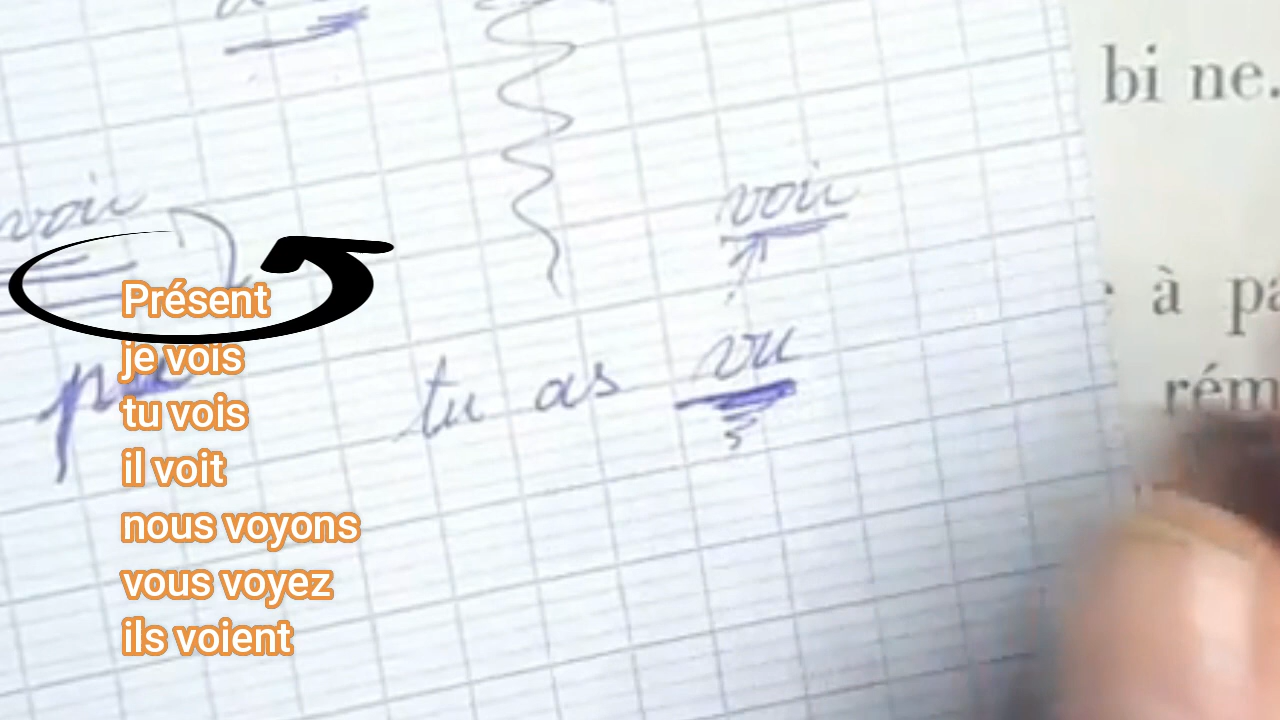 bi ne.
voir
voir
Présent
à pa
je vois
vu
tu as
rém
tu vois
il voit
nous voyons
vous voyez
ils voient